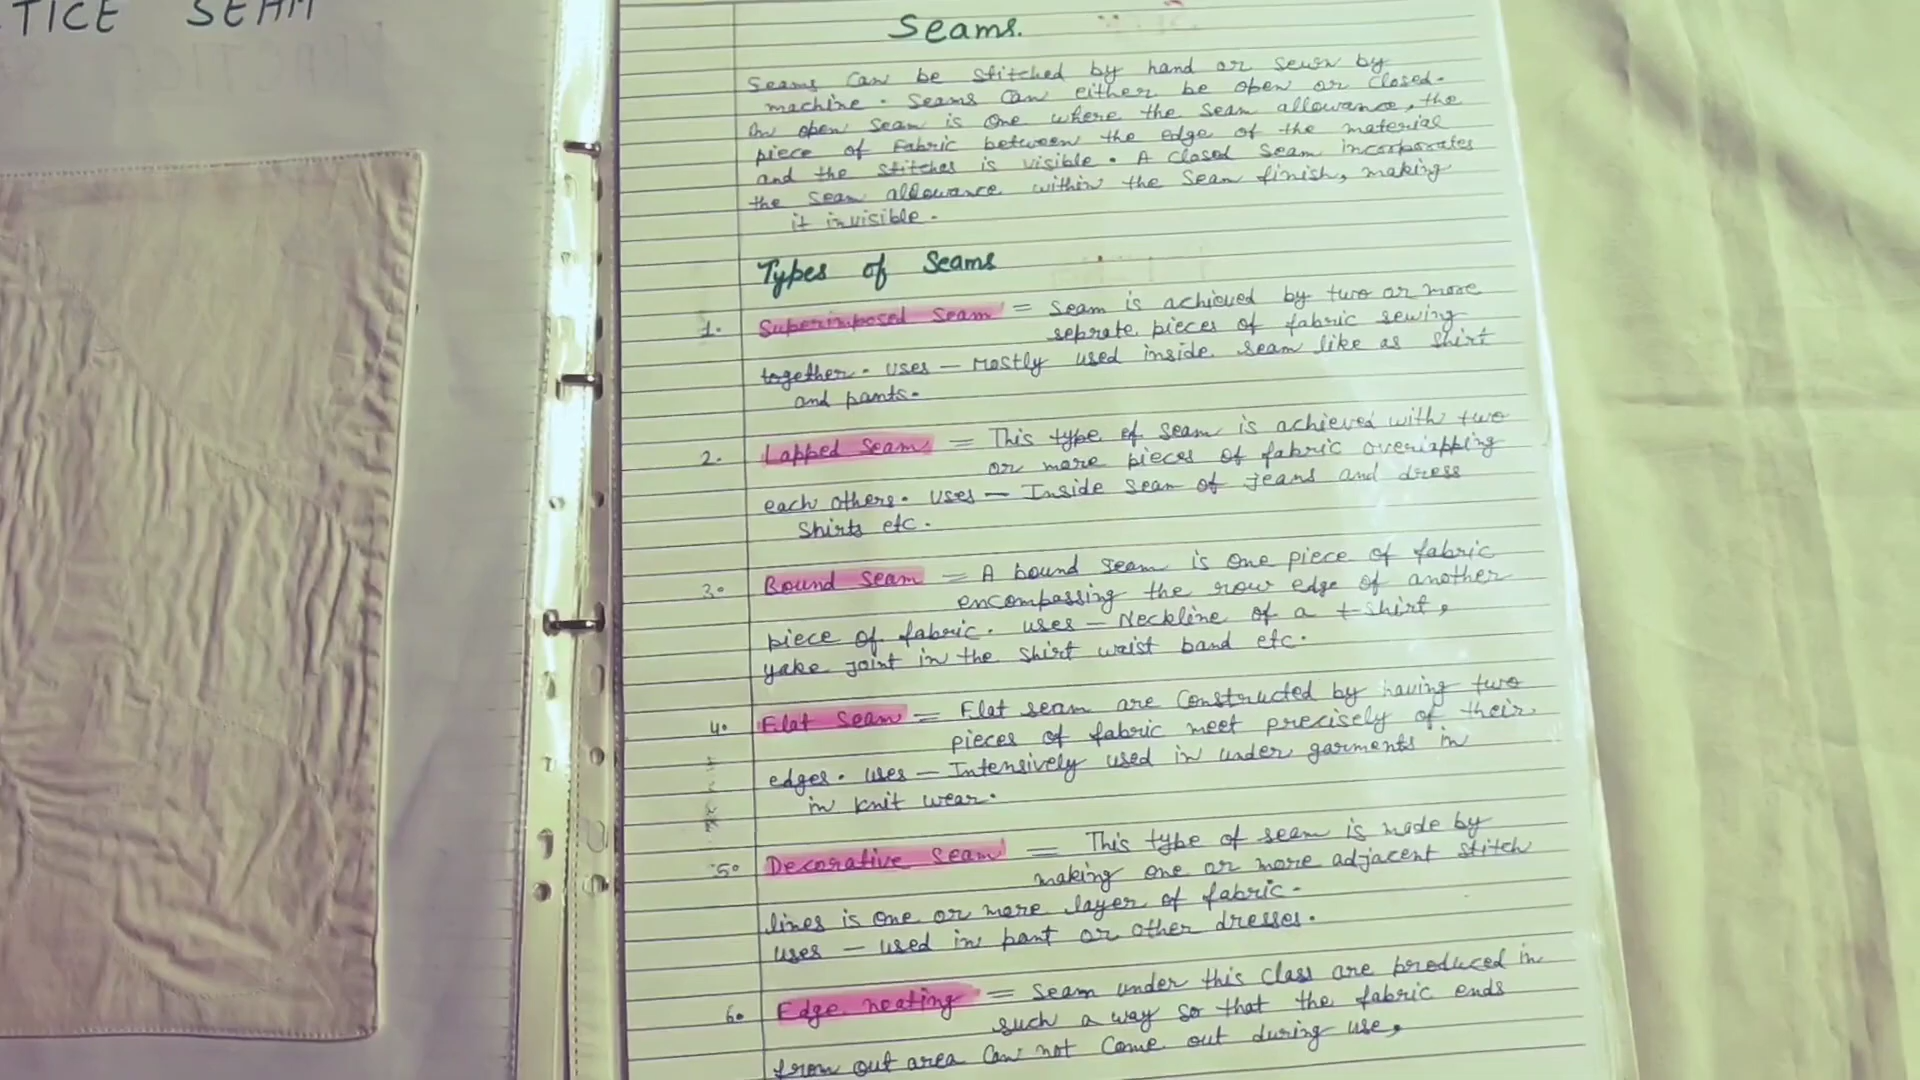 TICE SEAM
Seams.
Seams can be stitched by hand or sewn by
machine. Seams can either be open or closed.
An open seam is one where the seam allowance, the
piece of fabric between the edge of the material
and the stitches is visible. A closed seam incorporates
the seam allowance within the seam finish, making
it invisible.
Types of Seams
1. Superimposed seam = seam is achieved by two or more
seprate pieces of fabric sewing
together. uses - Mostly used inside seam like as shirt
and pants.
2. Lapped seam = This type of seam is achieved with two
or more pieces of fabric overlapping
each others. uses - Inside seam of jeans and dress
shirts etc.
3. Bound seam = A bound seam is one piece of fabric
encompassing the row edge of another
piece of fabric. uses - Neckline of a t-shirt,
yake joint in the shirt waist band etc.
4. Flat seam = Flat seam are constructed by having two
pieces of fabric meet precisely of their
edges. uses - Intensively used in under garments in
in knit wear.
5. Decorative seam = This type of seam is made by
making one or more adjacent stitch
lines is one or more layer of fabric.
uses - used in pant or other dresses.
6. Edge neating = seam under this class are produced in
such a way so that the fabric ends
from out area can not come out during use,